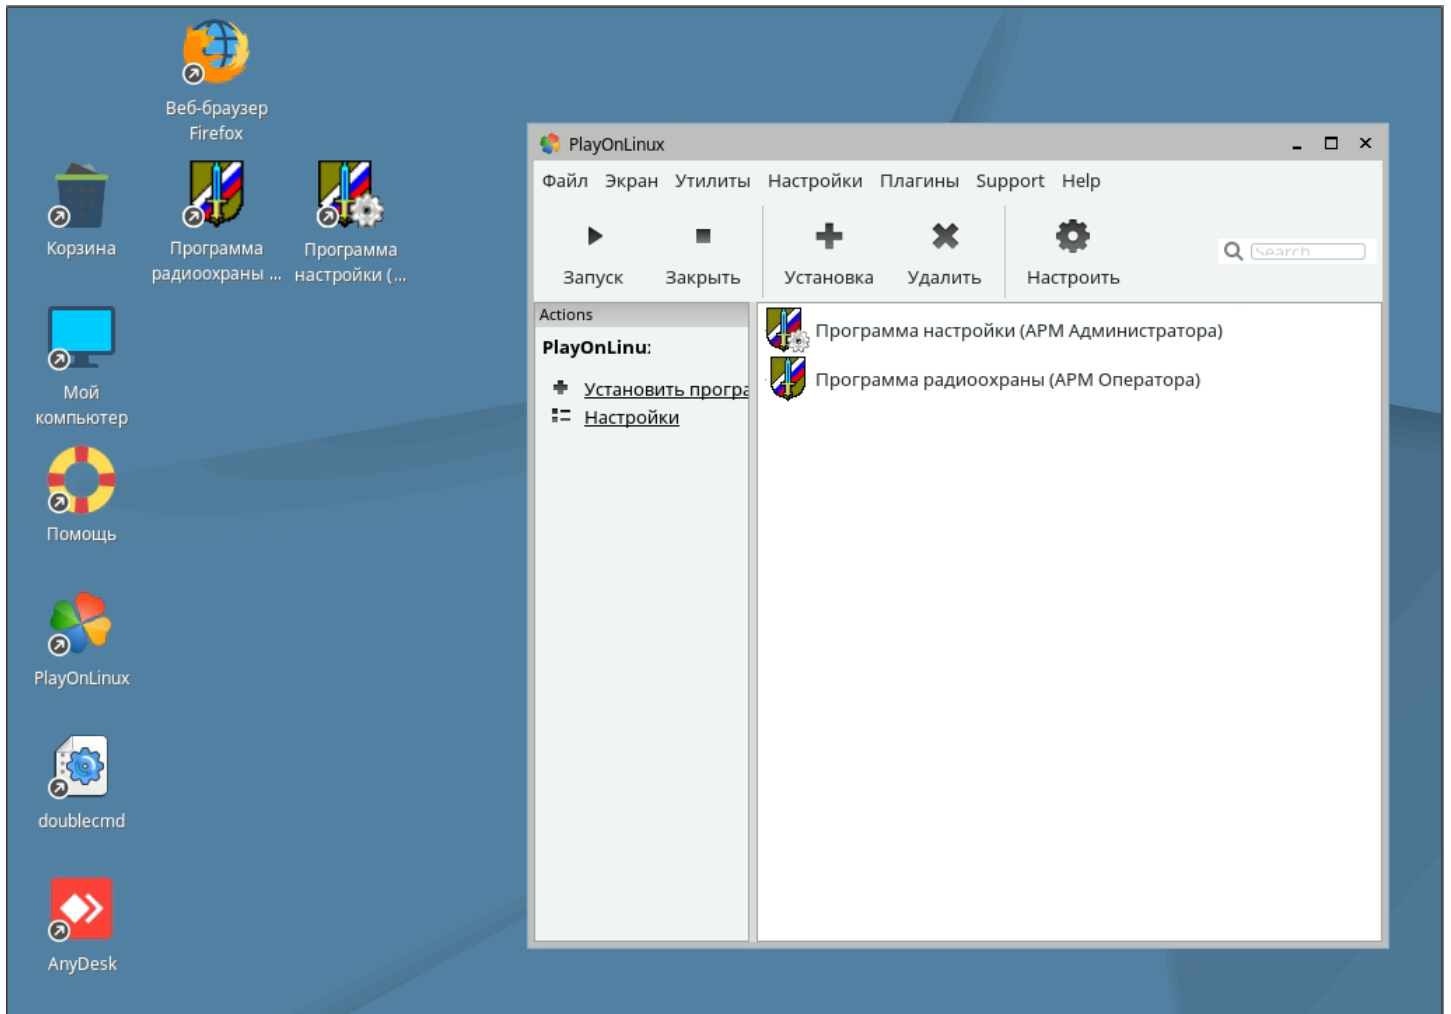 Веб-браузер
Firefox
Корзина
Программа
радиоохраны ...
Программа
настройки (...
Мой
компьютер
Помощь
PlayOnLinux
doublecmd
AnyDesk
PlayOnLinux
Файл Экран Утилиты Настройки Плагины Support Help
Запуск Закрыть Установка Удалить Настроить
Search
Actions
PlayOnLinu:
Установить програ
Настройки
Программа настройки (АРМ Администратора)
Программа радиоохраны (АРМ Оператора)